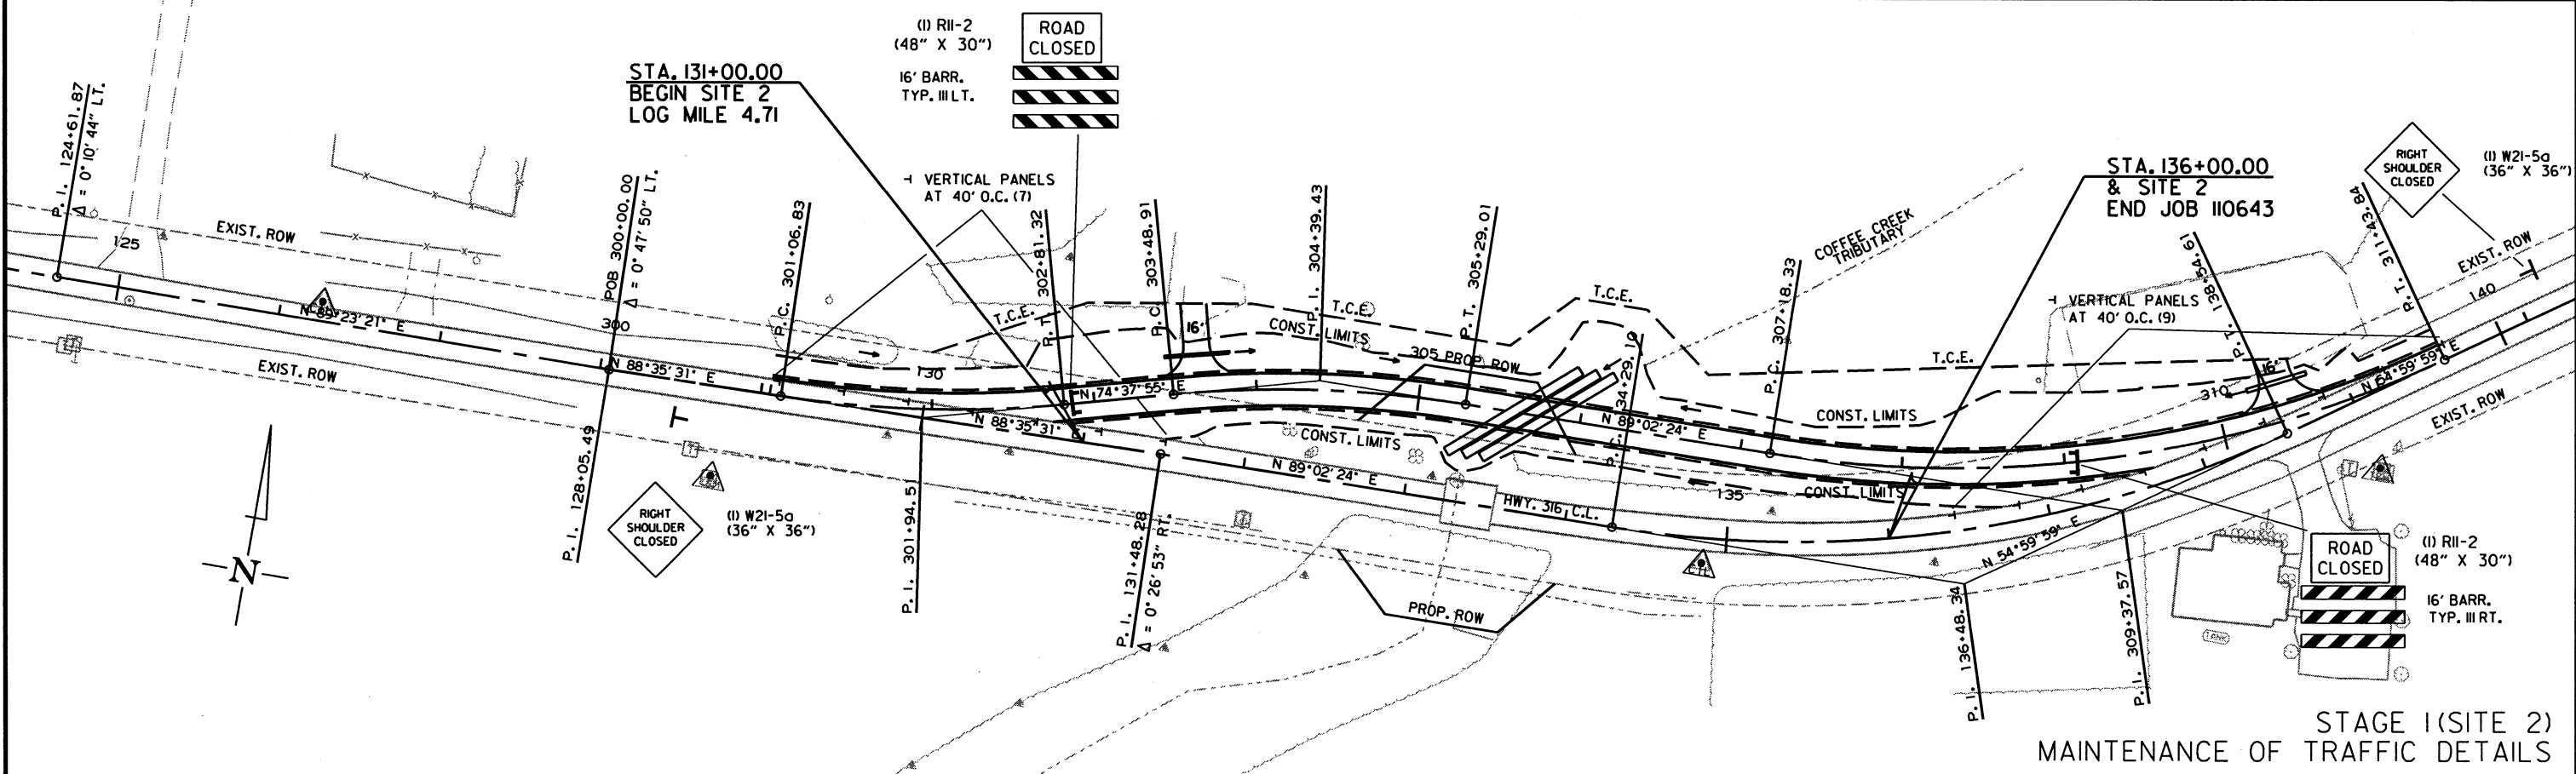 (1) R11-2
(48" X 30")
ROAD
CLOSED
16' BARR.
TYP. III LT.
STA. 131+00.00
BEGIN SITE 2
LOG MILE 4.71
VERTICAL PANELS
AT 40' O.C. (7)
P. I. 124+61.87
Δ = 0° 10' 44" LT.
125
EXIST. ROW
EXIST. ROW
N 89°23'21" E
POB 300+00.00
Δ = 0° 47' 50" LT.
300
P. I. 128+05.49
N 88°35'31" E
P. C. 301+06.83
130
P. I. 301+94.51
N 88°35'31"
P. T. 302+81.32
N 74°37'55" E
T.C.E.
P. C. 303+48.91
16'
P. I. 131+48.28
Δ = 0° 26' 53" RT.
CONST. LIMITS
T.C.E.
P. I. 304+39.43
305 PROP. ROW
P. T. 305+29.01
CONST. LIMITS
N 89°02'24" E
T.C.E.
COFFEE CREEK
TRIBUTARY
P. C. 134+29.10
N 89°02'24" E
P. C. 307+18.33
HWY. 316 C.L.
135
CONST. LIMITS
CONST. LIMITS
T.C.E.
PROP. ROW
STA. 136+00.00
& SITE 2
END JOB 110643
VERTICAL PANELS
AT 40' O.C. (9)
P. T. 138+54.61
P. T. 311+43.84
RIGHT
SHOULDER
CLOSED
(1) W21-5a
(36" X 36")
EXIST. ROW
140
16'
310
N 64°59'59" E
EXIST. ROW
N 54°59'59" E
P. I. 136+48.34
P. I. 309+37.57
TANK
ROAD
CLOSED
(1) R11-2
(48" X 30")
16' BARR.
TYP. III RT.
RIGHT
SHOULDER
CLOSED
(1) W21-5a
(36" X 36")
N
STAGE 1 (SITE 2)
MAINTENANCE OF TRAFFIC DETAILS